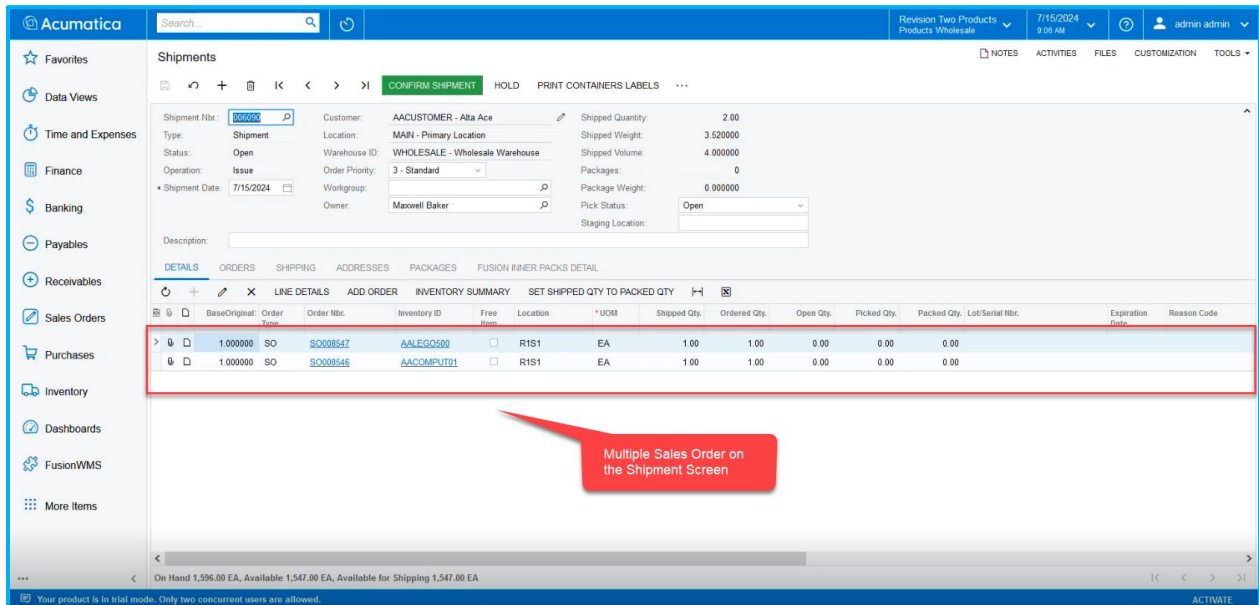 Acumatica
Search...
Revision Two Products
Products Wholesale
7/15/2024
9:06 AM
admin admin
Favorites
Data Views
Time and Expenses
Finance
Banking
Payables
Receivables
Sales Orders
Purchases
Inventory
Dashboards
FusionWMS
More Items
Shipments
NOTES ACTIVITIES FILES CUSTOMIZATION TOOLS
CONFIRM SHIPMENT HOLD PRINT CONTAINERS LABELS ...
Shipment Nbr.: 006090 Customer: AACUSTOMER - Alta Ace Shipped Quantity: 2.00
Type: Shipment Location: MAIN - Primary Location Shipped Weight: 3.520000
Status: Open Warehouse ID: WHOLESALE - Wholesale Warehouse Shipped Volume: 4.000000
Operation: Issue Order Priority: 3 - Standard Packages: 0
* Shipment Date: 7/15/2024 Workgroup: Package Weight: 0.000000
Owner: Maxwell Baker Pick Status: Open
Staging Location:
Description:
DETAILS ORDERS SHIPPING ADDRESSES PACKAGES FUSION INNER PACKS DETAIL
LINE DETAILS ADD ORDER INVENTORY SUMMARY SET SHIPPED QTY TO PACKED QTY
BaseOriginal: Order Type Order Nbr. Inventory ID Free Item Location * UOM Shipped Qty. Ordered Qty. Open Qty. Picked Qty. Packed Qty. Lot/Serial Nbr. Expiration Date Reason Code
1.000000 SO SO008547 AALEGO500 R1S1 EA 1.00 1.00 0.00 0.00 0.00
1.000000 SO SO008546 AACOMPUT01 R1S1 EA 1.00 1.00 0.00 0.00 0.00
Multiple Sales Order on
the Shipment Screen
On Hand 1,596.00 EA, Available 1,547.00 EA, Available for Shipping 1,547.00 EA
Your product is in trial mode. Only two concurrent users are allowed. ACTIVATE